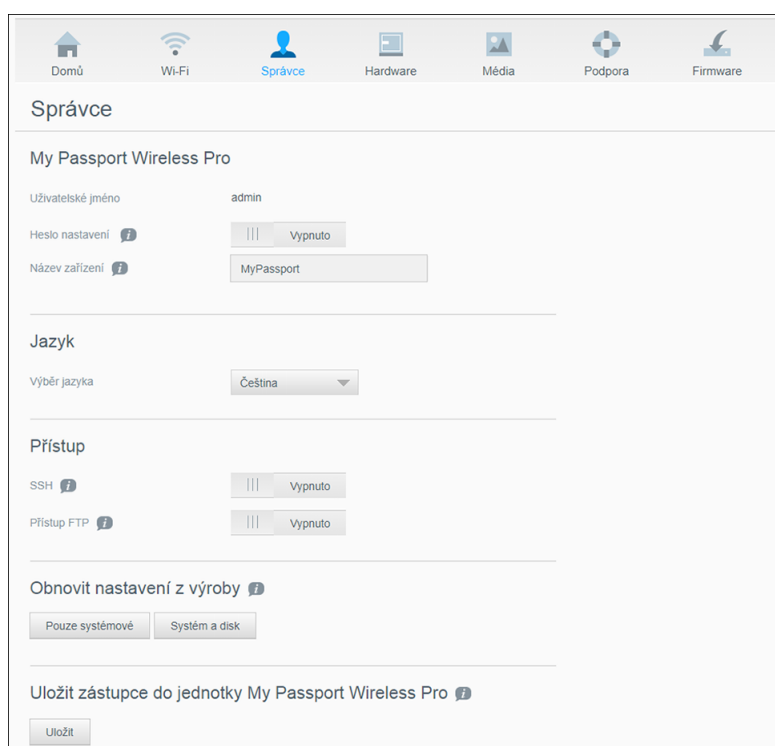 Domů Wi-Fi Správce Hardware Média Podpora Firmware
Správce
My Passport Wireless Pro
Uživatelské jméno admin
Heslo nastavení Vypnuto
Název zařízení MyPassport
Jazyk
Výběr jazyka Čeština
Přístup
SSH Vypnuto
Přístup FTP Vypnuto
Obnovit nastavení z výroby
Pouze systémové Systém a disk
Uložit zástupce do jednotky My Passport Wireless Pro
Uložit